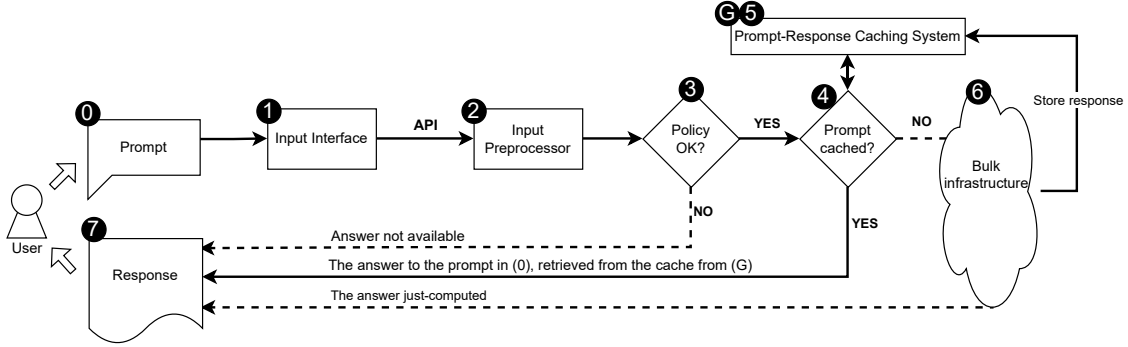 G 5
Prompt-Response Caching System
0
Prompt
1
Input Interface
API
2
Input
Preprocessor
3
Policy
OK?
YES
4
Prompt
cached?
NO
6
Bulk
infrastructure
Store response
User
NO
YES
7
Response
Answer not available
The answer to the prompt in (0), retrieved from the cache from (G)
The answer just-computed